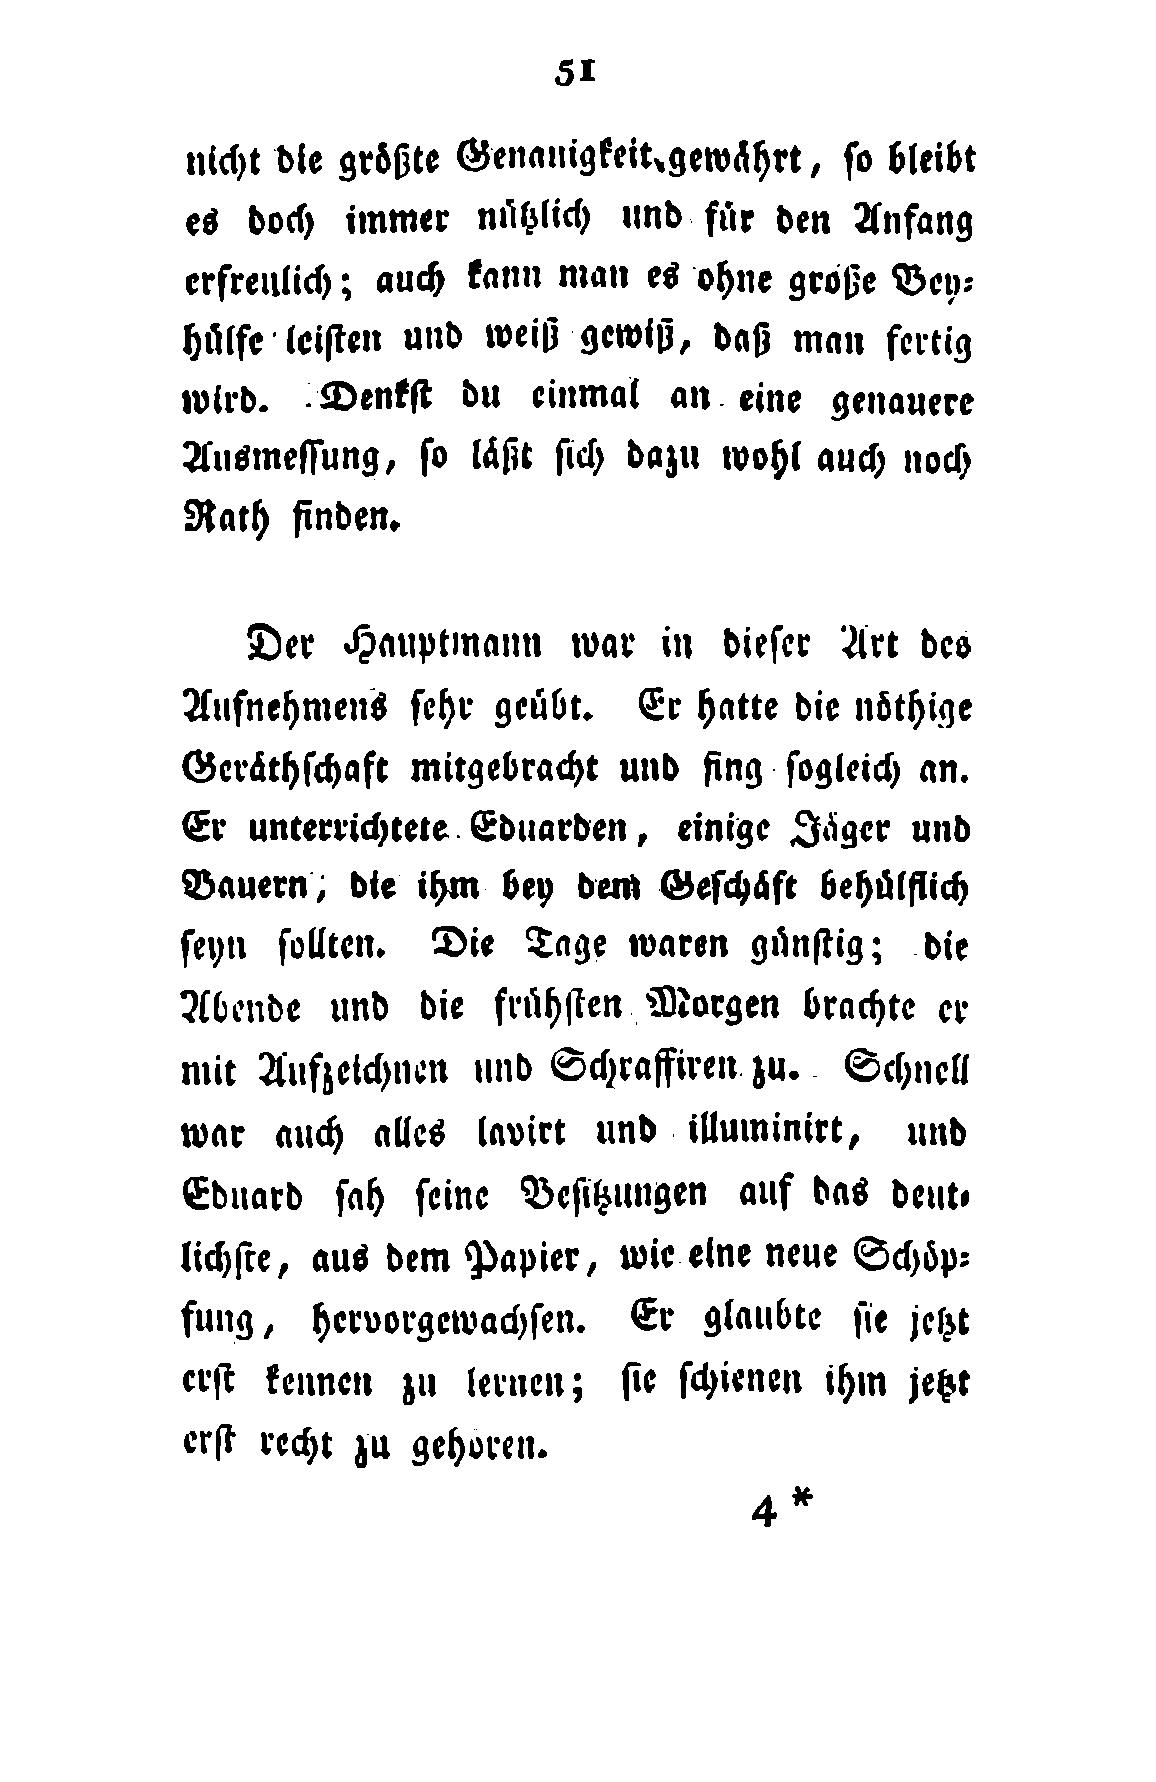 51
nicht die größte Genauigkeit gewährt, so bleibt
es doch immer nützlich und für den Anfang
erfreulich; auch kann man es ohne große Bey-
hülfe leisten und weiß gewiß, daß man fertig
wird. Denkst du einmal an eine genauere
Ausmessung, so läßt sich dazu wohl auch noch
Rath finden.
Der Hauptmann war in dieser Art des
Aufnehmens sehr geübt. Er hatte die nöthige
Geräthschaft mitgebracht und fing sogleich an.
Er unterrichtete Eduarden, einige Jäger und
Bauern, die ihm bey dem Geschäft behülflich
seyn sollten. Die Tage waren günstig; die
Abende und die frühsten Morgen brachte er
mit Aufzeichnen und Schraffiren zu. Schnell
war auch alles lavirt und illuminirt, und
Eduard sah seine Besitzungen auf das deut-
lichste, aus dem Papier, wie eine neue Schöp-
fung, hervorgewachsen. Er glaubte sie jetzt
erst kennen zu lernen; sie schienen ihm jetzt
erst recht zu gehören.
4 *